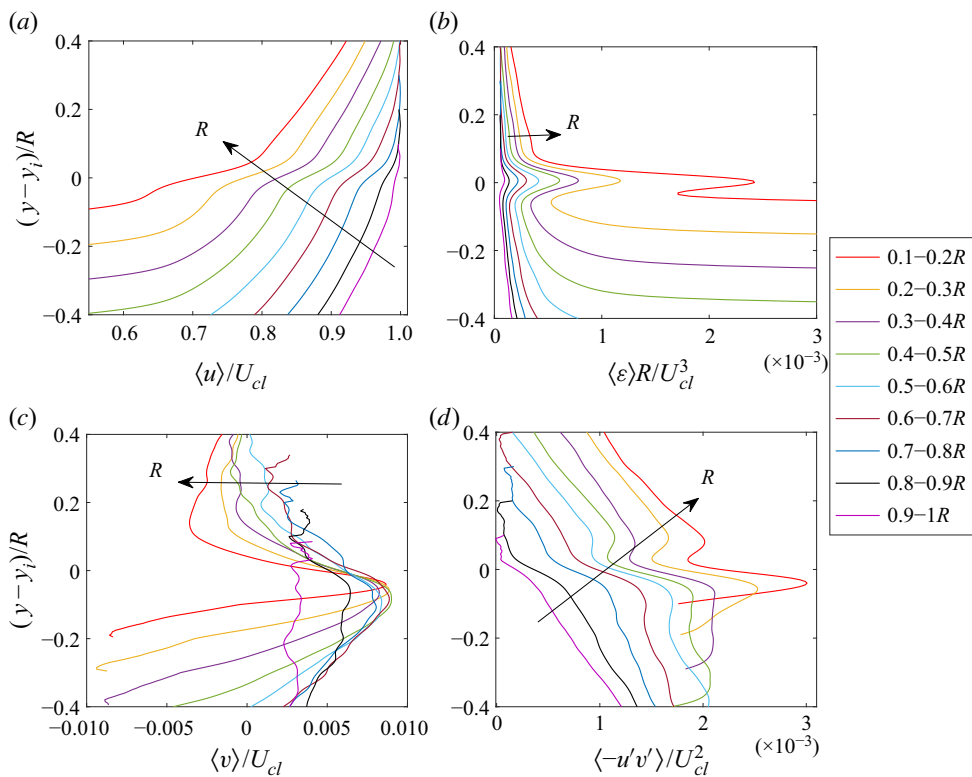 (a)
0.4
0.2
0
−0.2
−0.4
(y − y_i)/R
R
0.6 0.7 0.8 0.9 1.0
⟨u⟩/U_cl
(b)
0.4
0.2
0
−0.2
−0.4
R
0 1 2 3
(×10⁻³)
⟨ε⟩R/U_cl^3
0.1−0.2R
0.2−0.3R
0.3−0.4R
0.4−0.5R
0.5−0.6R
0.6−0.7R
0.7−0.8R
0.8−0.9R
0.9−1R
(c)
0.4
0.2
0
−0.2
−0.4
(y − y_i)/R
R
−0.010 −0.005 0 0.005 0.010
⟨v⟩/U_cl
(d)
0.4
0.2
0
−0.2
−0.4
R
0 1 2 3
(×10⁻³)
⟨−u′v′⟩/U_cl^2